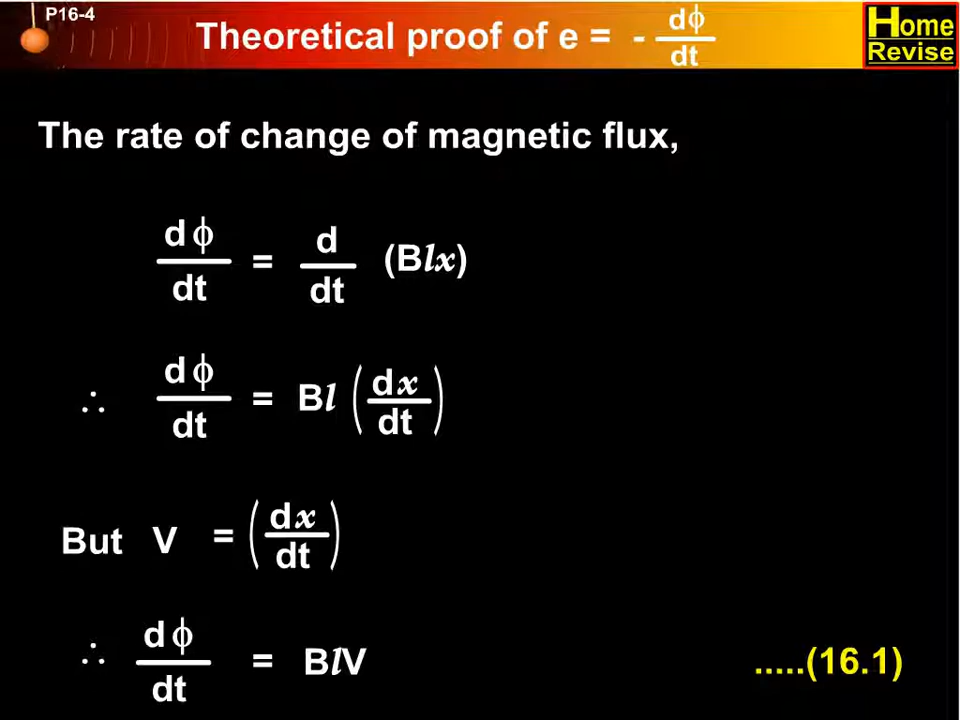 P16-4
Theoretical proof of e = - dϕ/dt
Home
Revise
The rate of change of magnetic flux,
dϕ/dt = d/dt (Blx)
∴ dϕ/dt = Bl (dx/dt)
But V = (dx/dt)
∴ dϕ/dt = BlV .....(16.1)